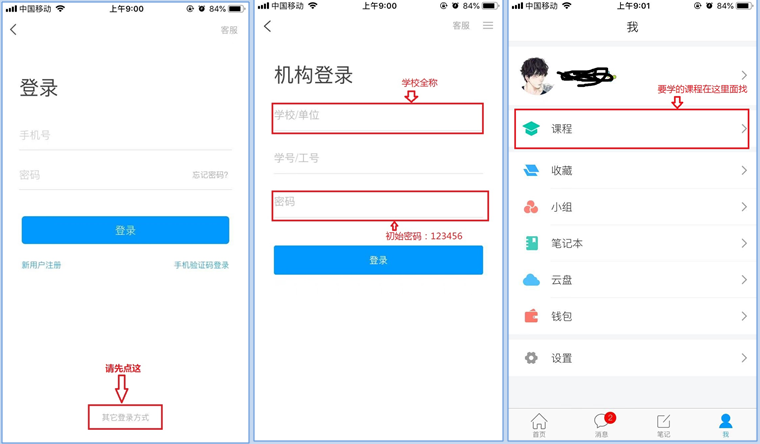 中国移动 上午9:00 84%
客服
登录
手机号
密码 忘记密码?
登录
新用户注册 手机验证码登录
请先点这
其它登录方式
中国移动 上午9:00 84%
客服
机构登录
学校全称
学校/单位
学号/工号
密码
初始密码：123456
登录
中国移动 上午9:01 84%
我
要学的课程在这里面找
课程
收藏
小组
笔记本
云盘
钱包
设置
2
首页 消息 笔记 我